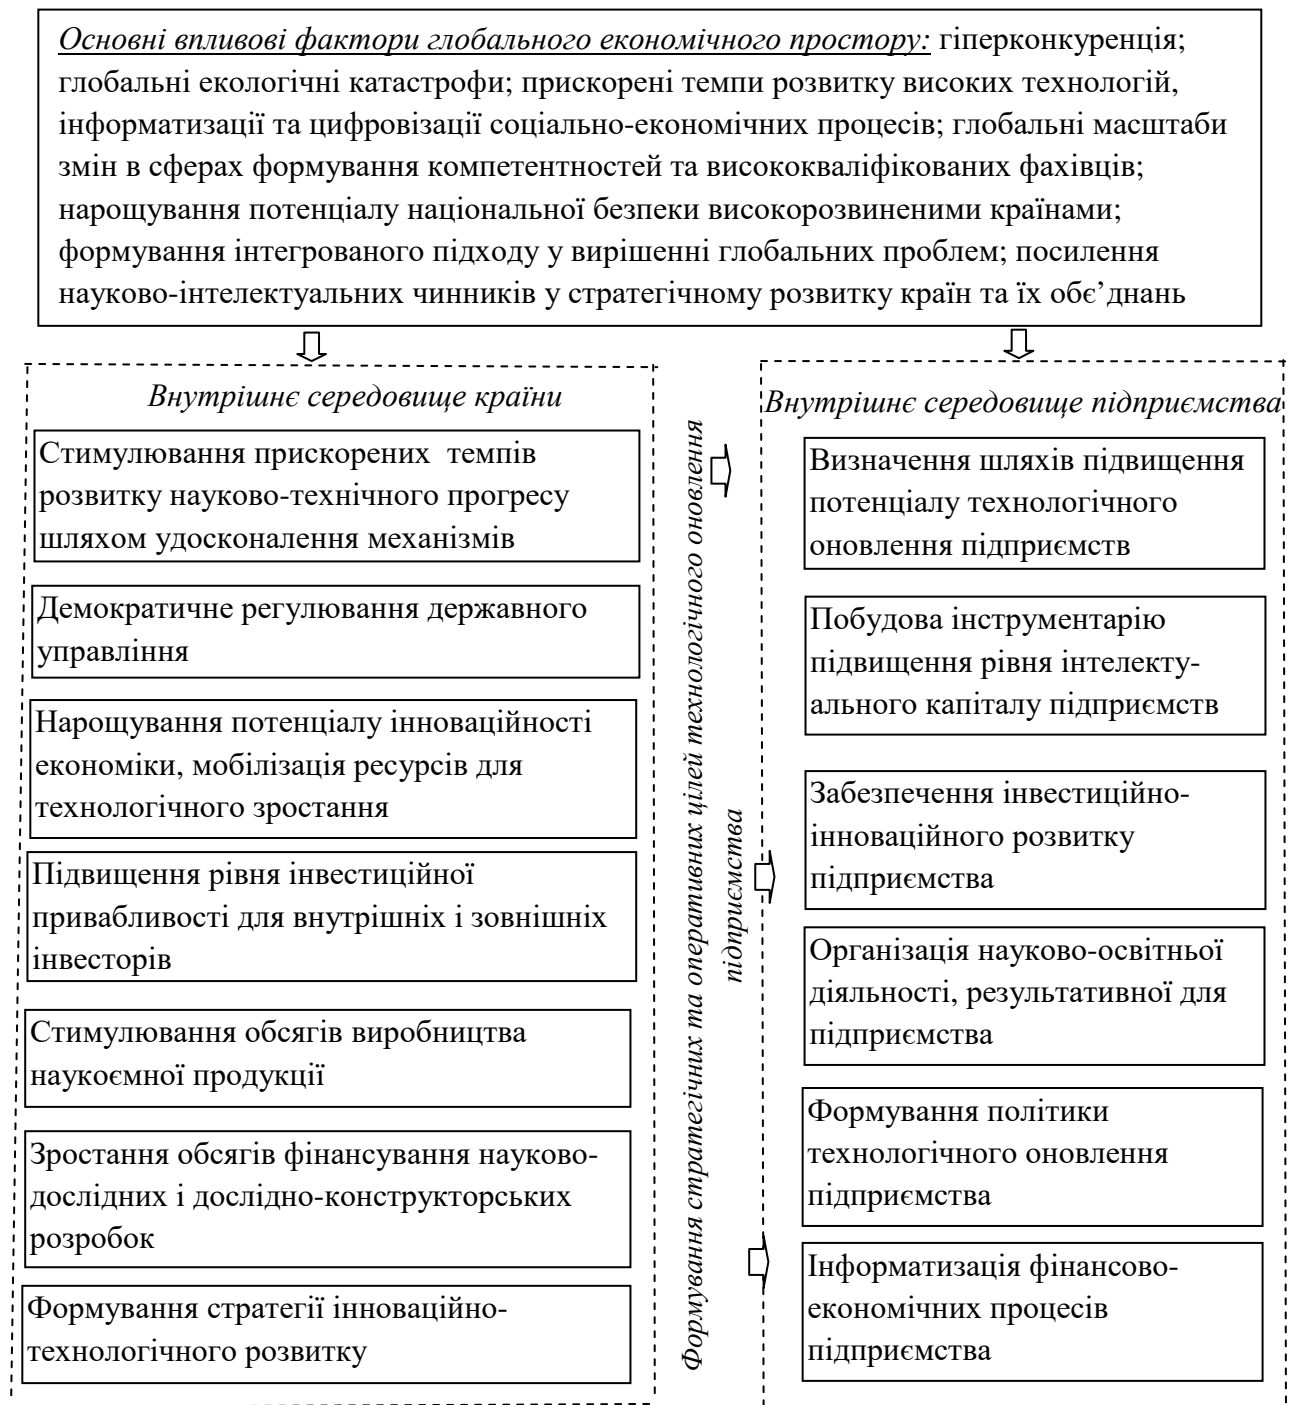 Основні впливові фактори глобального економічного простору: гіперконкуренція;
глобальні екологічні катастрофи; прискорені темпи розвитку високих технологій,
інформатизації та цифровізації соціально-економічних процесів; глобальні масштаби
змін в сферах формування компетентностей та висококваліфікованих фахівців;
нарощування потенціалу національної безпеки високорозвиненими країнами;
формування інтегрованого підходу у вирішенні глобальних проблем; посилення
науково-інтелектуальних чинників у стратегічному розвитку країн та їх обє’днань
Внутрішнє середовище країни
Стимулювання прискорених темпів
розвитку науково-технічного прогресу
шляхом удосконалення механізмів
Демократичне регулювання державного
управління
Нарощування потенціалу інноваційності
економіки, мобілізація ресурсів для
технологічного зростання
Підвищення рівня інвестиційної
привабливості для внутрішніх і зовнішніх
інвесторів
Стимулювання обсягів виробництва
наукоємної продукції
Зростання обсягів фінансування науково-
дослідних і дослідно-конструкторських
розробок
Формування стратегії інноваційно-
технологічного розвитку
Формування стратегічних та оперативних цілей технологічного оновлення
підприємства
Внутрішнє середовище підприємства
Визначення шляхів підвищення
потенціалу технологічного
оновлення підприємств
Побудова інструментарію
підвищення рівня інтелекту-
ального капіталу підприємств
Забезпечення інвестиційно-
інноваційного розвитку
підприємства
Організація науково-освітньої
діяльності, результативної для
підприємства
Формування політики
технологічного оновлення
підприємства
Інформатизація фінансово-
економічних процесів
підприємства